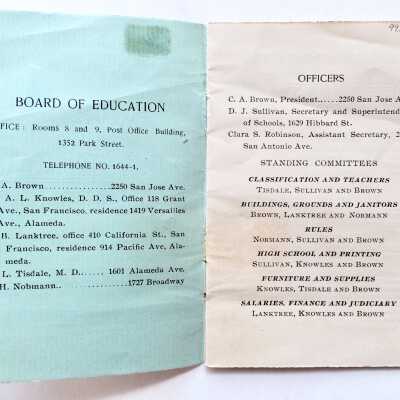 BOARD OF EDUCATION
FFICE: Rooms 8 and 9, Post Office Building,
1352 Park Street.
TELEPHONE NO. 1644-1.
A. Brown 2250 San Jose Ave.
A. L. Knowles, D. D. S., Office 118 Grant
Ave., San Francisco, residence 1419 Versailles
Av., Alameda.
B. Lanktree, office 410 California St., San
Francisco, residence 914 Pacific Ave, Ala-
meda.
L. Tisdale, M. D. 1601 Alameda Ave.
H. Nobmann.. 1727 Broadway
OFFICERS
C. A. Brown, President.....2250 San Jose A
D. J. Sullivan, Secretary and Superintend
of Schools, 1629 Hibbard St.
Clara S. Robinson, Assistant Secretary, 2
San Antonio Ave.
STANDING COMMITTEES
CLASSIFICATION AND TEACHERS
Tisdale, Sullivan and Brown
BUILDINGS, GROUNDS AND JANITORS
Brown, Lanktree and Normann
RULES
Normann, Sullivan and Brown
HIGH SCHOOL AND PRINTING
Sullivan, Knowles and Brown
FURNITURE AND SUPPLIES
Knowles, Tisdale and Brown
SALARIES, FINANCE AND JUDICIARY
Lanktree, Knowles and Brown